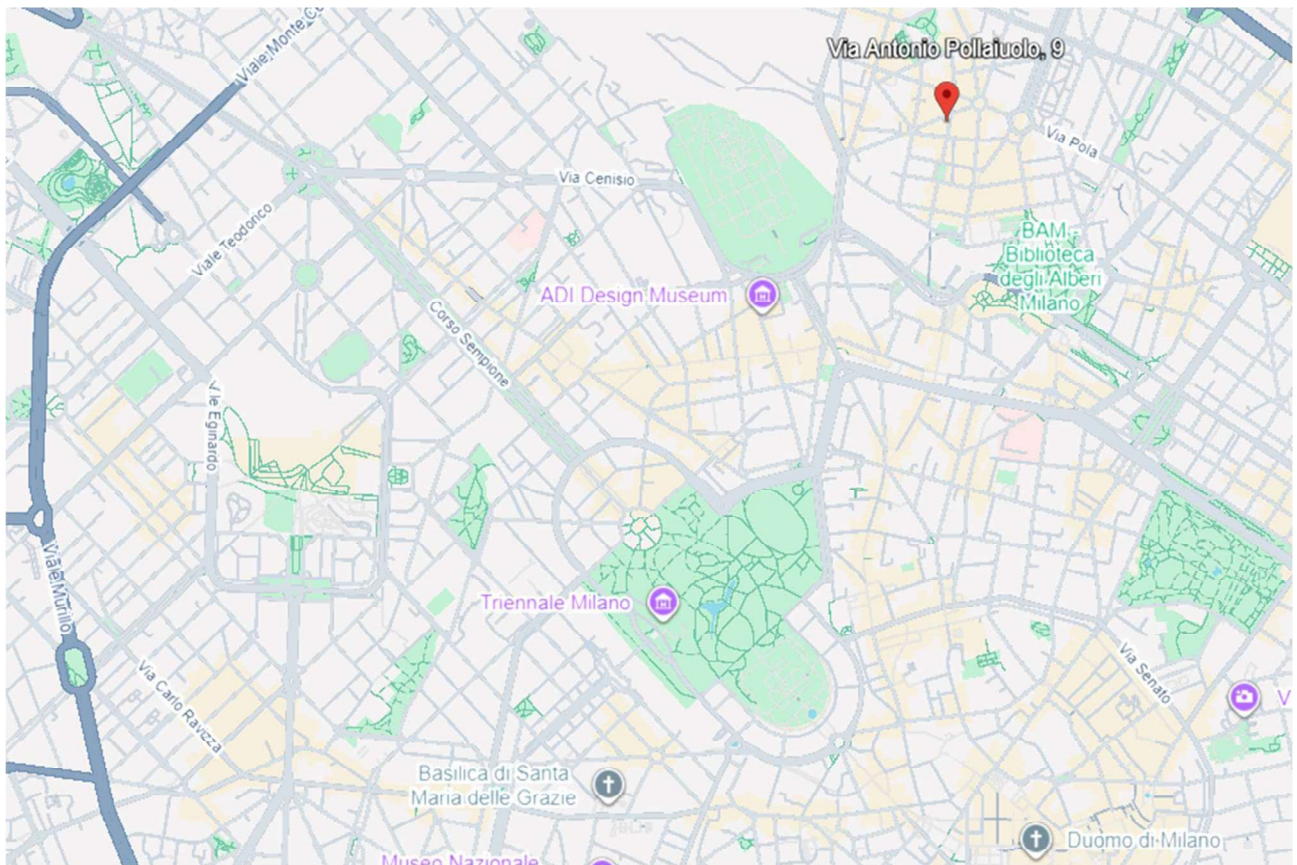 Viale Monte Ce
Via Antonio Pollaiuolo, 9
Via Pola
Via Cenisio
Viale Teodorico
BAM -
Biblioteca
degli Alberi
Milano
ADI Design Museum
Corso Sempione
V.le Eginardo
Viale Murillo
Triennale Milano
Via Senato
Via Carlo Ravizza
V
Basilica di Santa
Maria delle Grazie
Duomo di Milano
Museo Nazionale